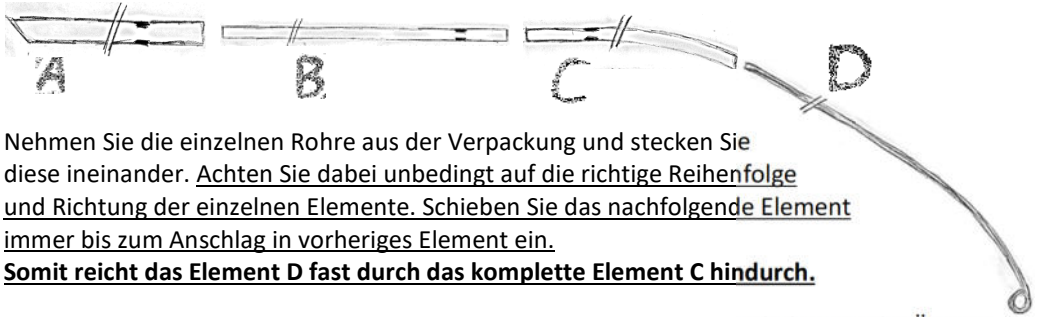 A B C D
Nehmen Sie die einzelnen Rohre aus der Verpackung und stecken Sie
diese ineinander. Achten Sie dabei unbedingt auf die richtige Reihenfolge
und Richtung der einzelnen Elemente. Schieben Sie das nachfolgende Element
immer bis zum Anschlag in vorheriges Element ein.
Somit reicht das Element D fast durch das komplette Element C hindurch.